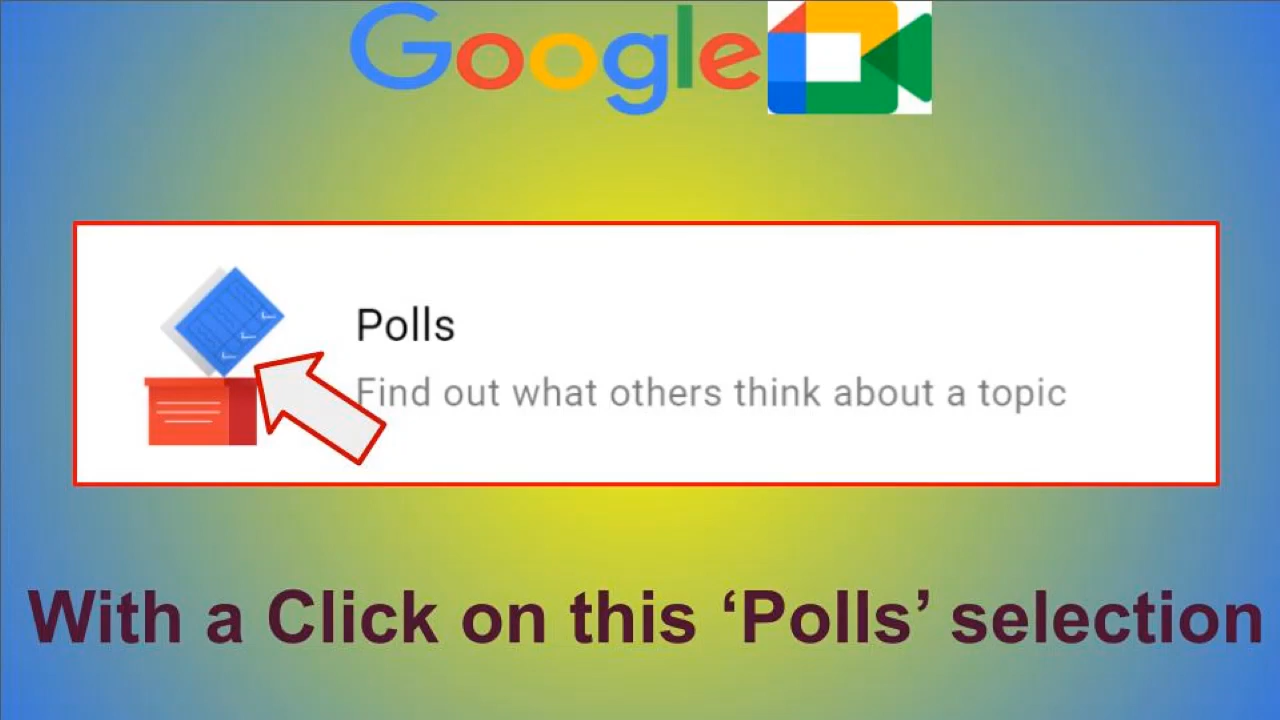 Google
Polls
Find out what others think about a topic
With a Click on this ‘Polls’ selection